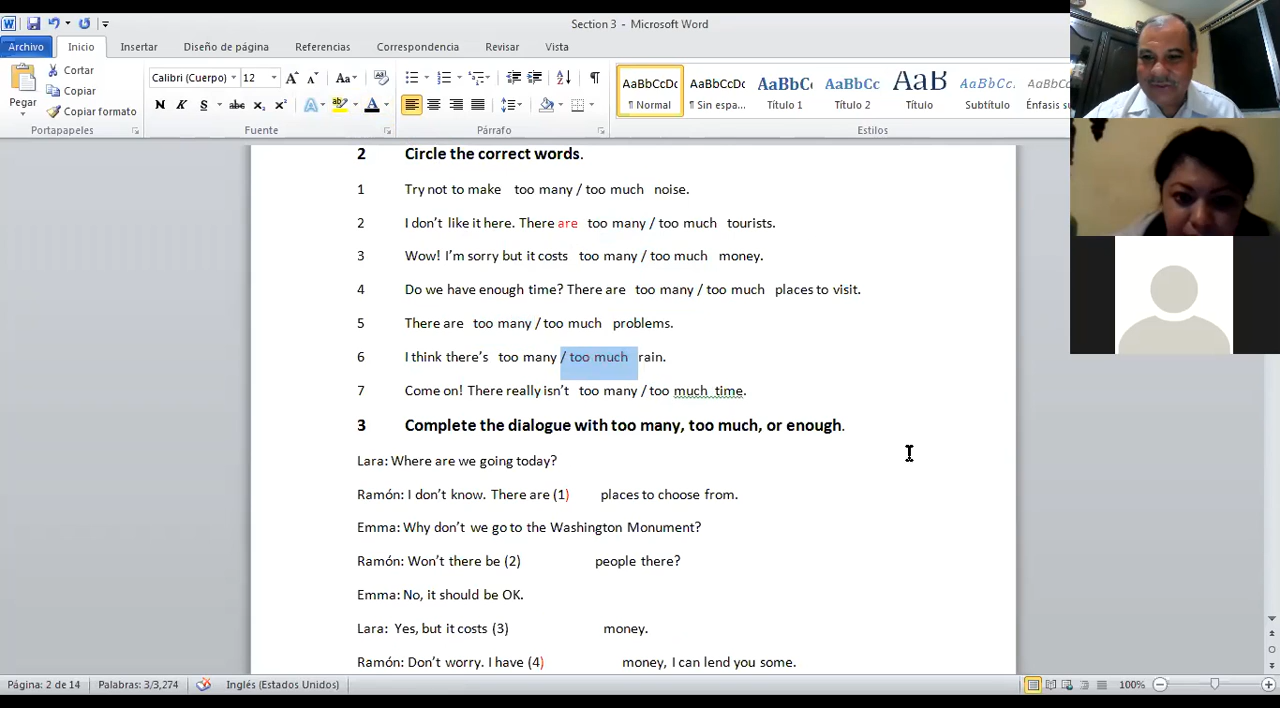 Section 3 - Microsoft Word
Archivo Inicio Insertar Diseño de página Referencias Correspondencia Revisar Vista
Pegar
Cortar
Copiar
Copiar formato
Portapapeles
Calibri (Cuerpo) 12
N K S abc x₂ x²
Fuente
Párrafo
AaBbCcDc AaBbCcDc AaBbC AaBbCc AaB AaBbCcL AaBbCcDc
¶ Normal ¶ Sin espa... Título 1 Título 2 Título Subtítulo Énfasis su
Estilos
2 Circle the correct words.
1 Try not to make too many / too much noise.
2 I don't like it here. There are too many / too much tourists.
3 Wow! I'm sorry but it costs too many / too much money.
4 Do we have enough time? There are too many / too much places to visit.
5 There are too many / too much problems.
6 I think there's too many / too much rain.
7 Come on! There really isn't too many / too much time.
3 Complete the dialogue with too many, too much, or enough.
Lara: Where are we going today?
Ramón: I don't know. There are (1) places to choose from.
Emma: Why don't we go to the Washington Monument?
Ramón: Won't there be (2) people there?
Emma: No, it should be OK.
Lara: Yes, but it costs (3) money.
Ramón: Don't worry. I have (4) money, I can lend you some.
Página: 2 de 14 Palabras: 3/3,274 Inglés (Estados Unidos) 100%